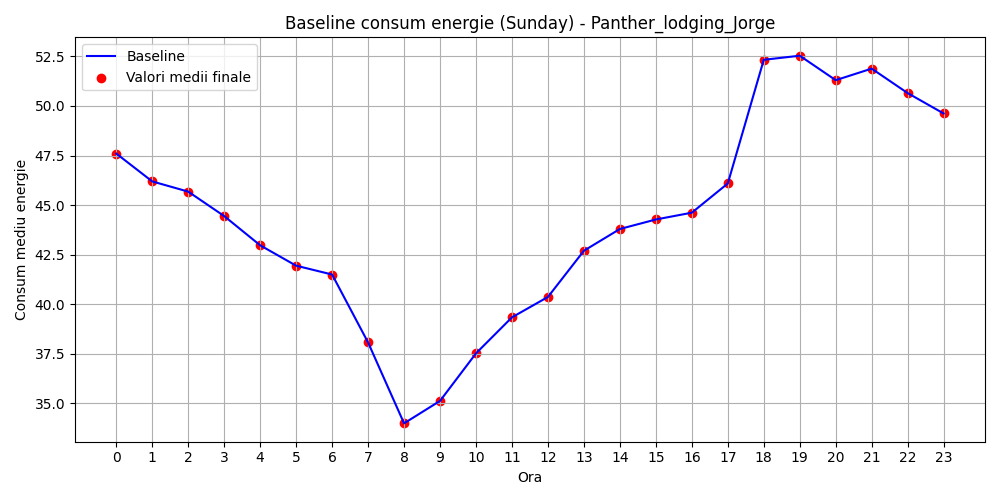 Baseline consum energie (Sunday) - Panther_lodging_Jorge
Baseline
Valori medii finale
Consum mediu energie
52.5
50.0
47.5
45.0
42.5
40.0
37.5
35.0
0 1 2 3 4 5 6 7 8 9 10 11 12 13 14 15 16 17 18 19 20 21 22 23
Ora